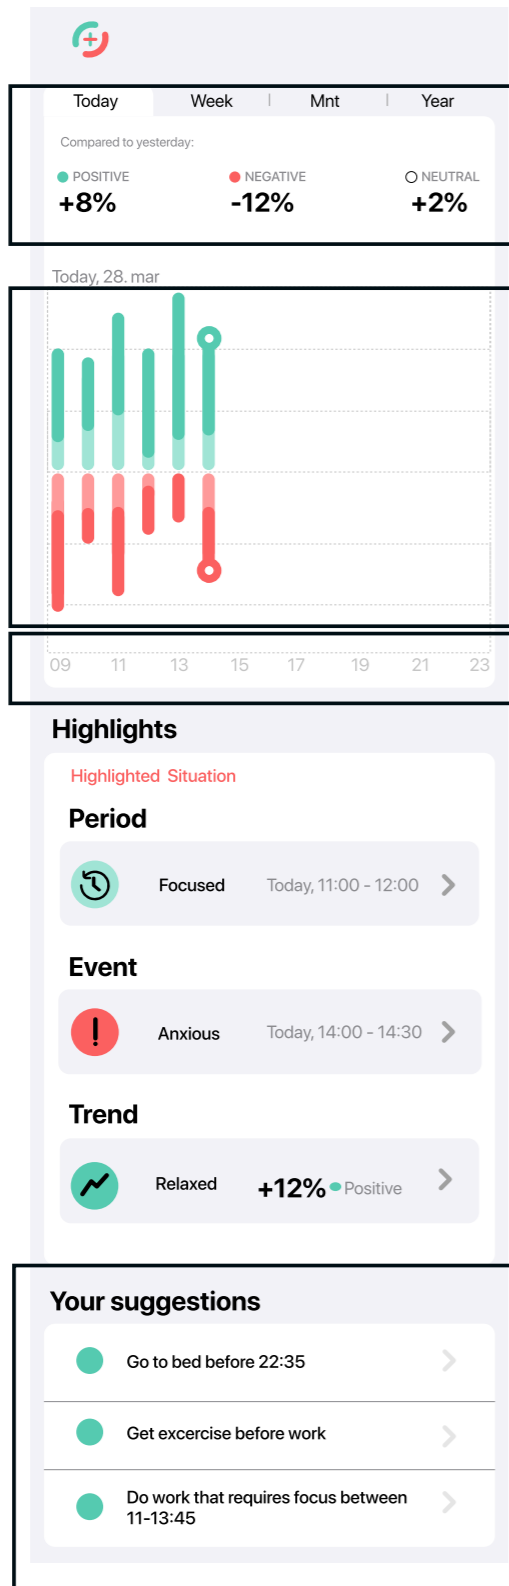 Today Week Mnt Year
Compared to yesterday:
POSITIVE NEGATIVE NEUTRAL
+8% -12% +2%
Today, 28. mar
09 11 13 15 17 19 21 23
Highlights
Highlighted Situation
Period
Focused Today, 11:00 - 12:00
Event
Anxious Today, 14:00 - 14:30
Trend
Relaxed +12% Positive
Your suggestions
Go to bed before 22:35
Get excercise before work
Do work that requires focus between
11-13:45